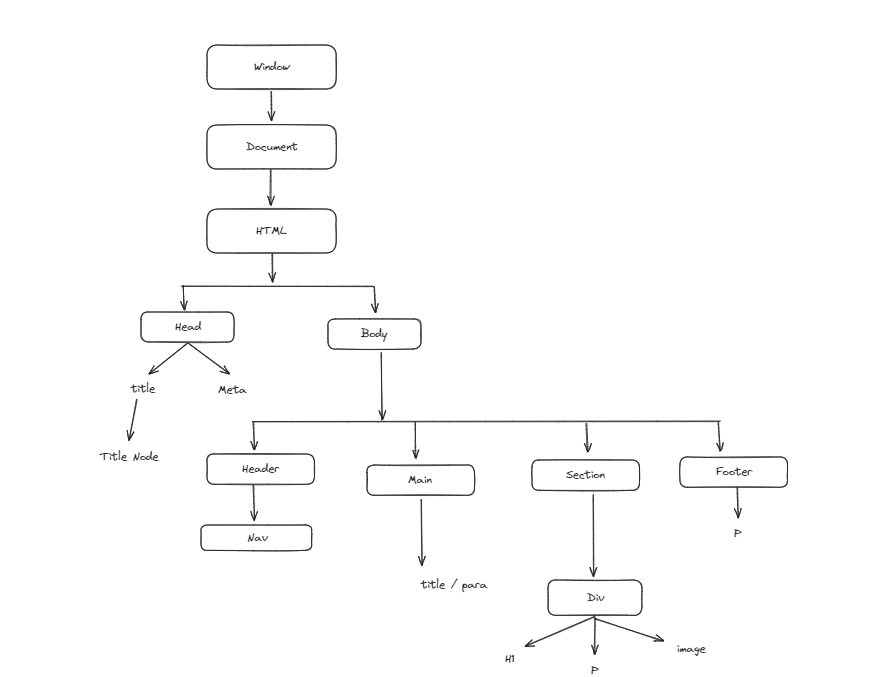 Window
Document
HTML
Head
Body
title
Meta
Title Node
Header
Main
Section
Footer
Nav
P
title / para
Div
H1
P
image